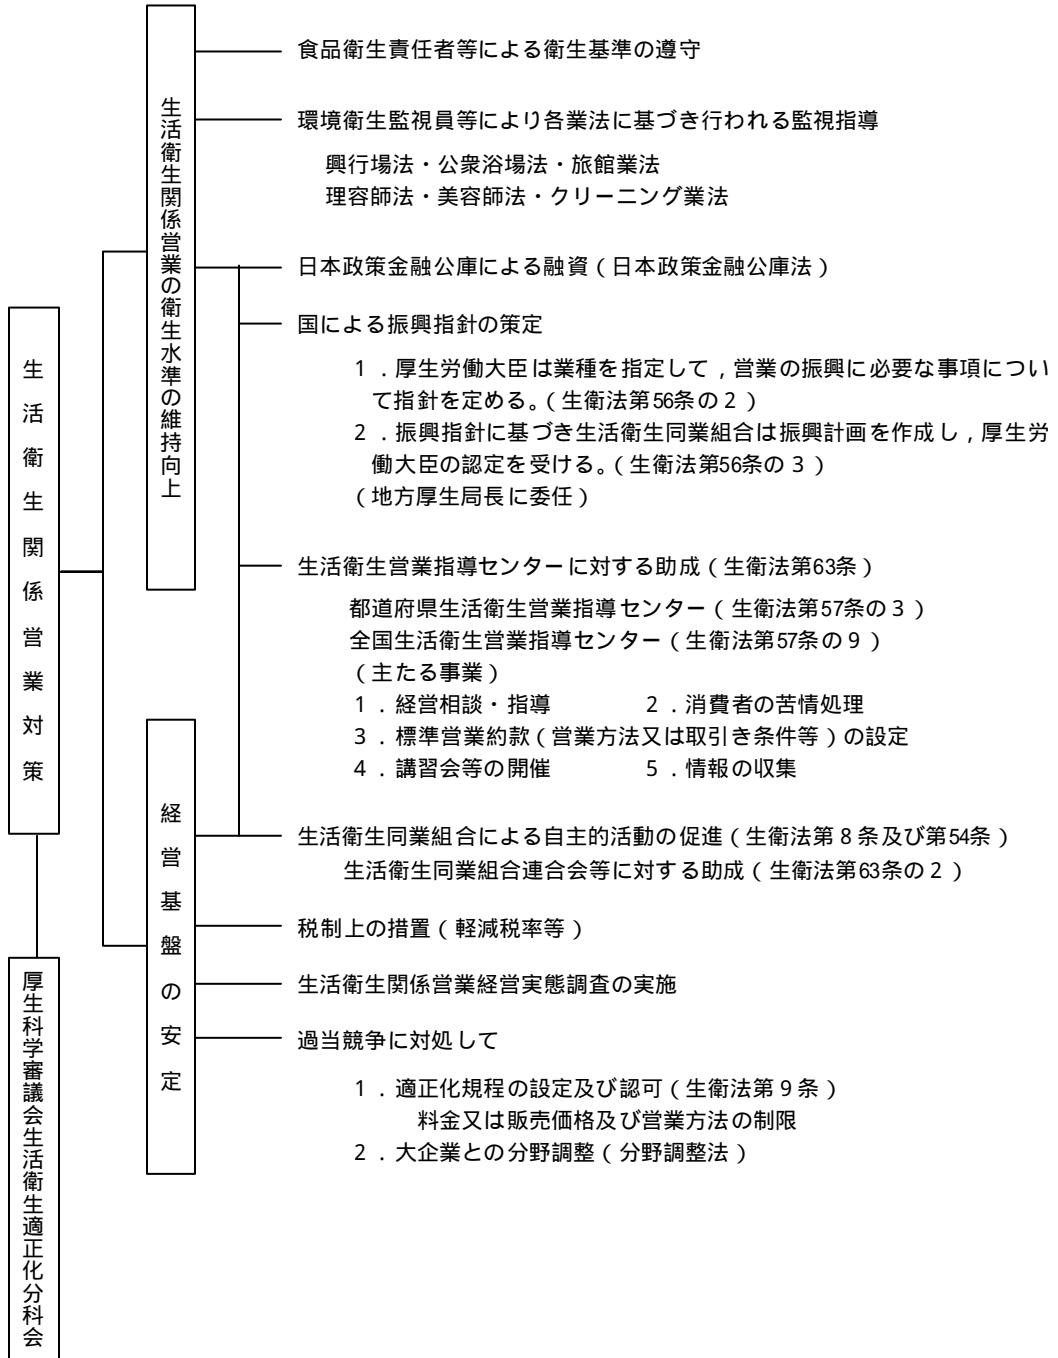 生活衛生関係営業対策
厚生科学審議会生活衛生適正化分科会
生活衛生関係営業の衛生水準の維持向上
経営基盤の安定
食品衛生責任者等による衛生基準の遵守
環境衛生監視員等により各業法に基づき行われる監視指導
興行場法・公衆浴場法・旅館業法
理容師法・美容師法・クリーニング業法
日本政策金融公庫による融資(日本政策金融公庫法)
国による振興指針の策定
1.厚生労働大臣は業種を指定して,営業の振興に必要な事項につい
て指針を定める。(生衛法第56条の2)
2.振興指針に基づき生活衛生同業組合は振興計画を作成し,厚生労
働大臣の認定を受ける。(生衛法第56条の3)
(地方厚生局長に委任)
生活衛生営業指導センターに対する助成(生衛法第63条)
都道府県生活衛生営業指導センター(生衛法第57条の3)
全国生活衛生営業指導センター(生衛法第57条の9)
(主たる事業)
1.経営相談・指導 2.消費者の苦情処理
3.標準営業約款(営業方法又は取引き条件等)の設定
4.講習会等の開催 5.情報の収集
生活衛生同業組合による自主的活動の促進(生衛法第8条及び第54条)
生活衛生同業組合連合会等に対する助成(生衛法第63条の2)
税制上の措置(軽減税率等)
生活衛生関係営業経営実態調査の実施
過当競争に対処して
1.適正化規程の設定及び認可(生衛法第9条)
料金又は販売価格及び営業方法の制限
2.大企業との分野調整(分野調整法)